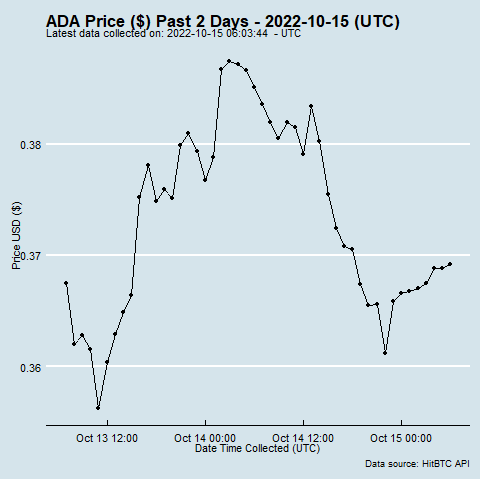 ADA Price ($) Past 2 Days - 2022-10-15 (UTC)
Latest data collected on: 2022-10-15 06:03:44 - UTC
0.38
0.37
0.36
Price USD ($)
Oct 13 12:00
Oct 14 00:00
Oct 14 12:00
Oct 15 00:00
Date Time Collected (UTC)
Data source: HitBTC API